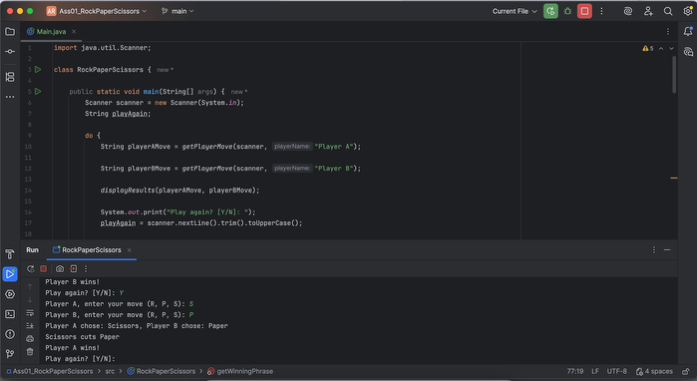 AR Ass01_RockPaperScissors main Current File
Main.java
1 import java.util.Scanner;
2
3 class RockPaperScissors { new *
4
5 public static void main(String[] args) { new *
6 Scanner scanner = new Scanner(System.in);
7 String playAgain;
8
9 do {
10 String playerAMove = getPlayerMove(scanner, playerName: "Player A");
11
12 String playerBMove = getPlayerMove(scanner, playerName: "Player B");
13
14 displayResults(playerAMove, playerBMove);
15
16 System.out.print("Play again? [Y/N]: ");
17 playAgain = scanner.nextLine().trim().toUpperCase();
5
Run RockPaperScissors
Player B wins!
Play again? [Y/N]: Y
Player A, enter your move (R, P, S): S
Player B, enter your move (R, P, S): P
Player A chose: Scissors, Player B chose: Paper
Scissors cuts Paper
Player A wins!
Play again? [Y/N]:
Ass01_RockPaperScissors > src > RockPaperScissors > getWinningPhrase 77:19 LF UTF-8 4 spaces